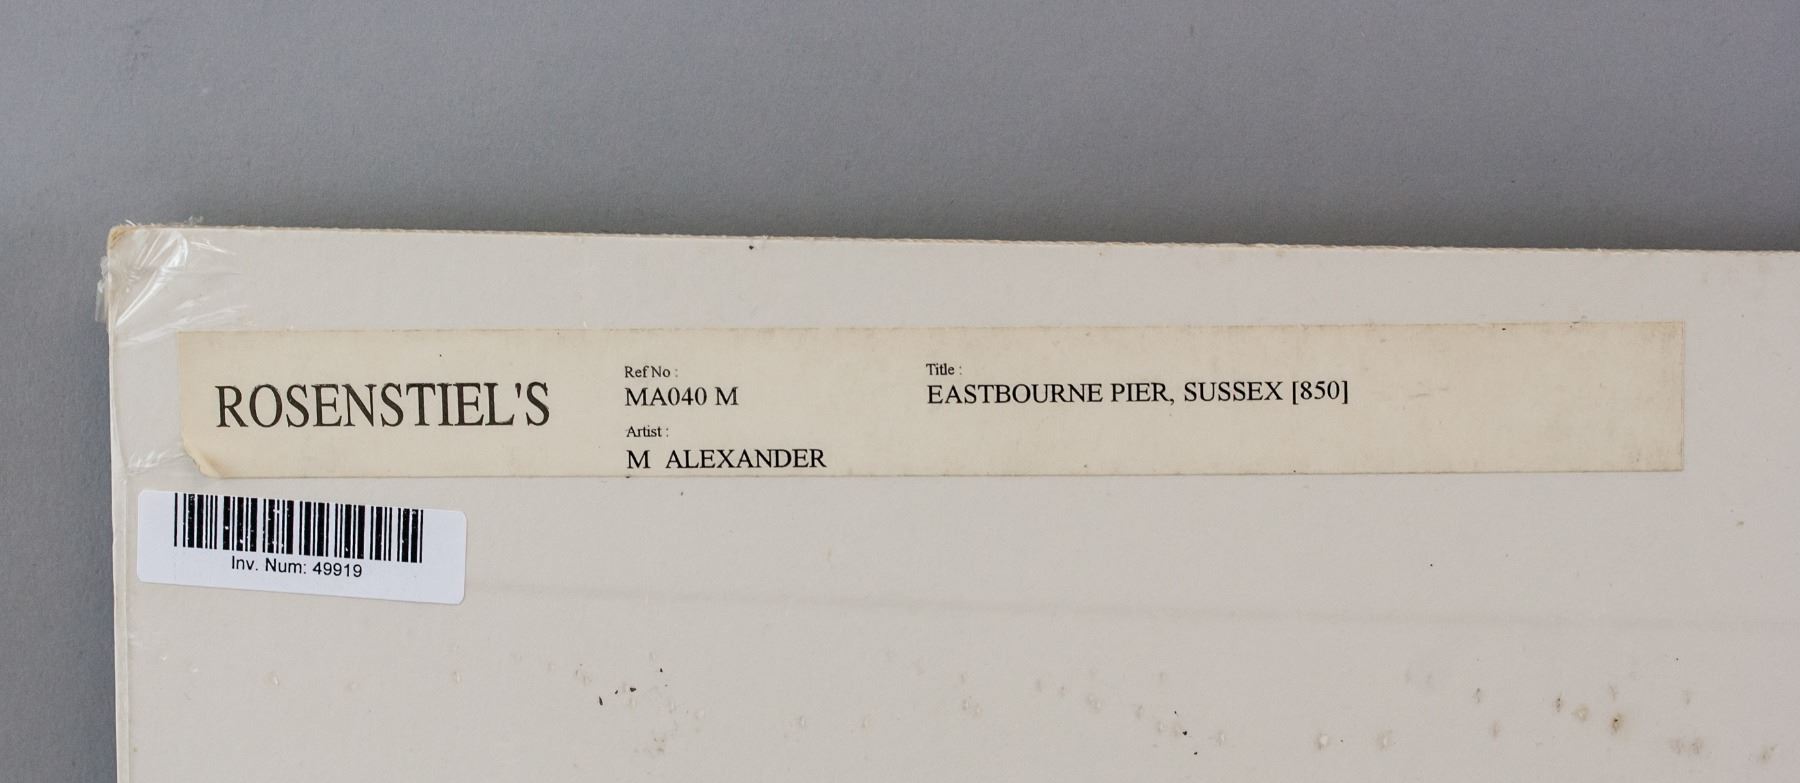 ROSENSTIEL'S
Ref No :
MA040 M
Artist :
M ALEXANDER
Title :
EASTBOURNE PIER, SUSSEX [850]
Inv. Num: 49919